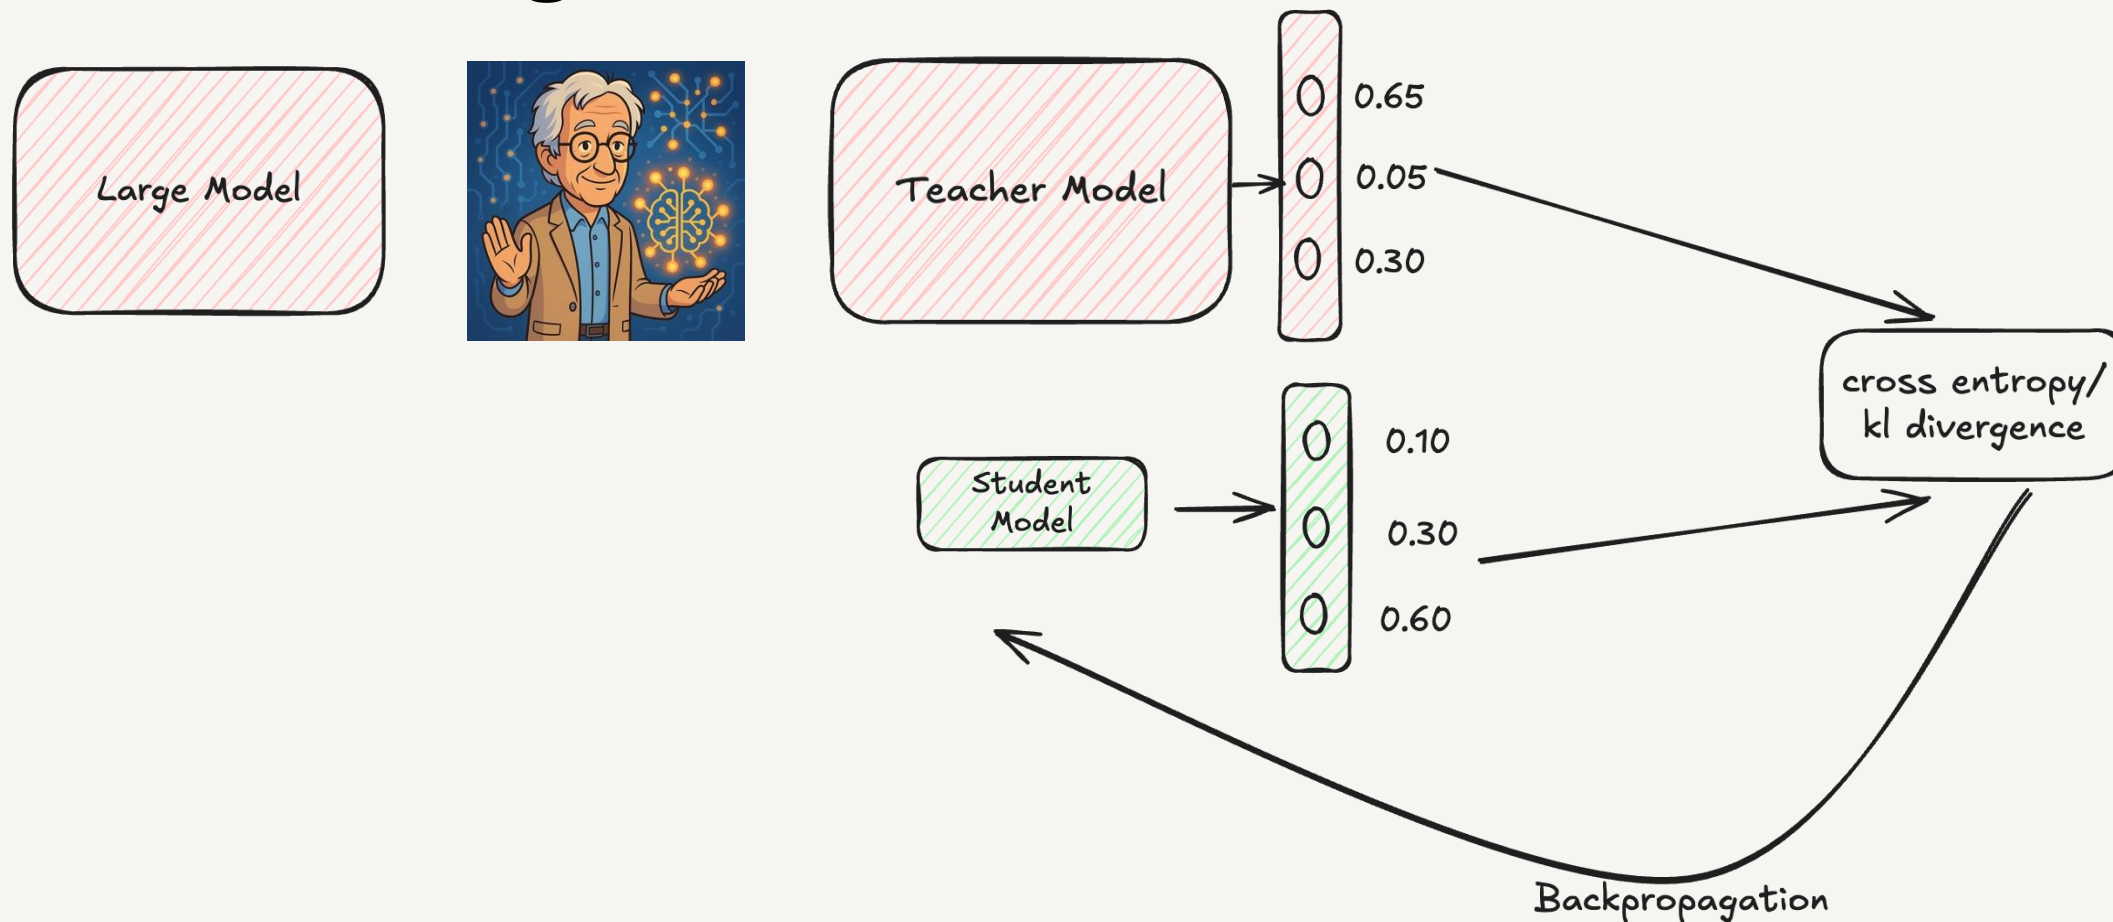 Large Model
Teacher Model
0.65
0.05
0.30
cross entropy/
kl divergence
Student
Model
0.10
0.30
0.60
Backpropagation